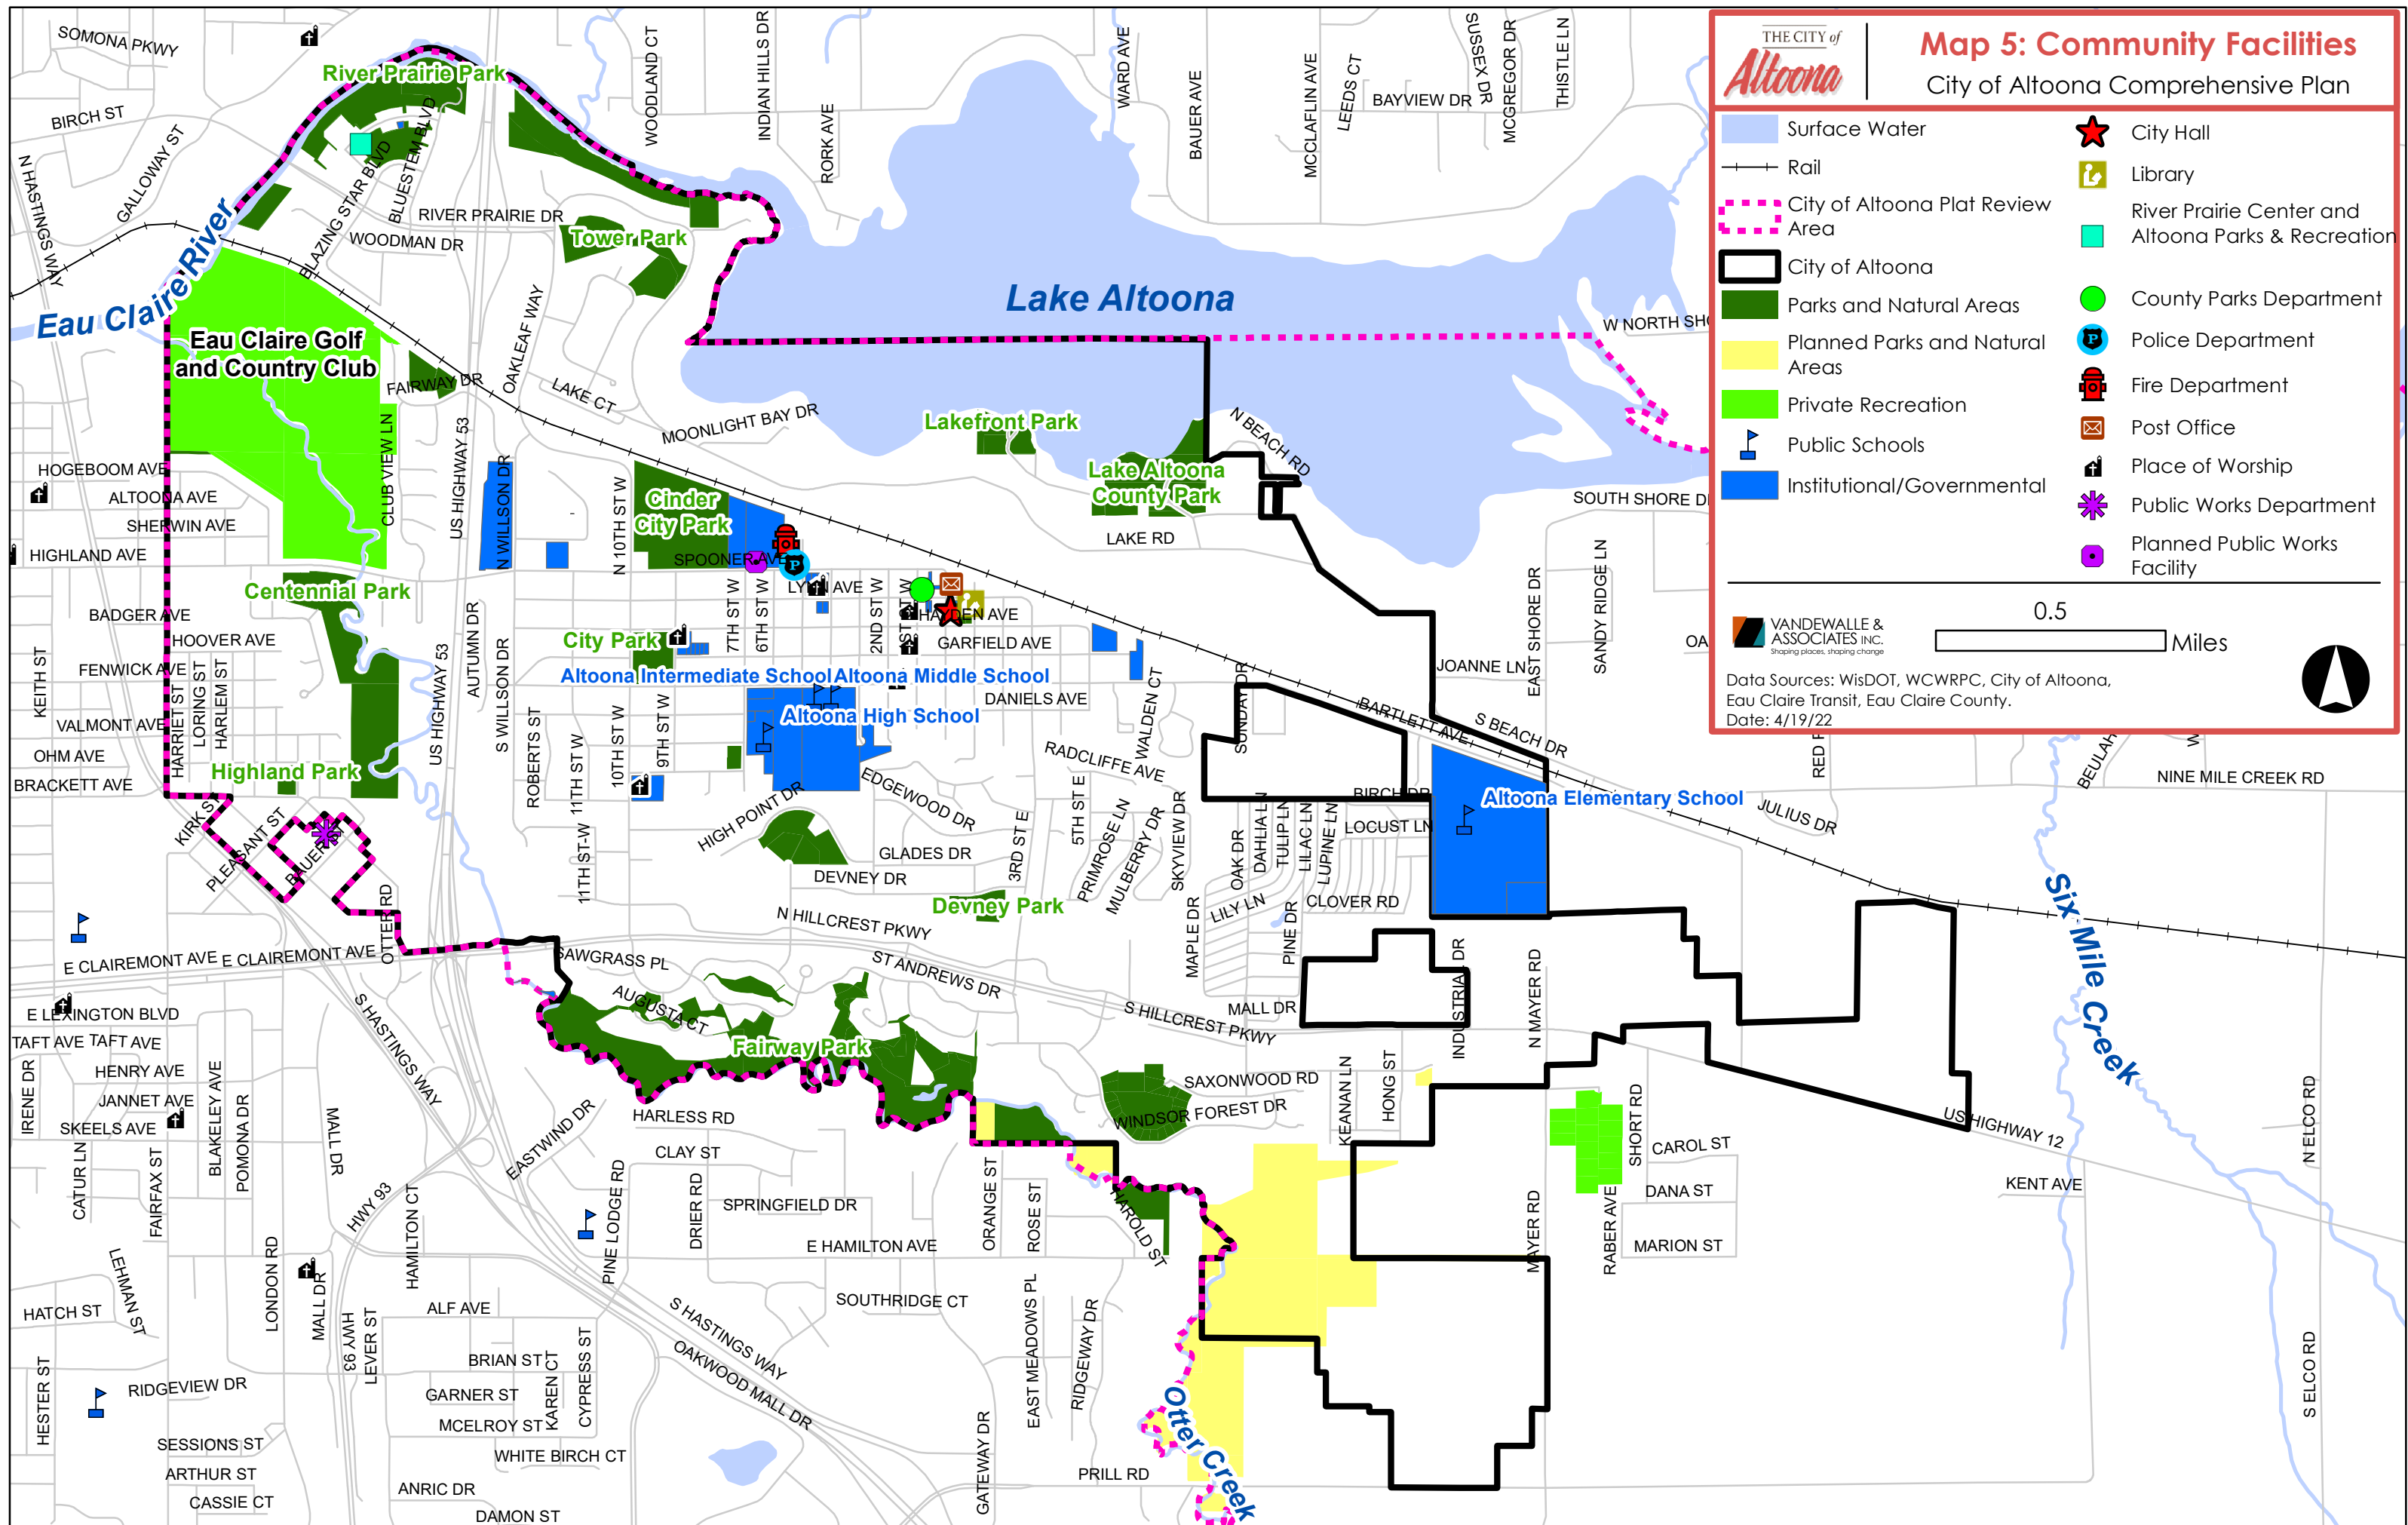 THE CITY of
Altoona
Map 5: Community Facilities
City of Altoona Comprehensive Plan
Surface Water
Rail
City of Altoona Plat Review
Area
City of Altoona
Parks and Natural Areas
Planned Parks and Natural
Areas
Private Recreation
Public Schools
Institutional/Governmental
City Hall
Library
River Prairie Center and
Altoona Parks & Recreation
County Parks Department
Police Department
Fire Department
Post Office
Place of Worship
Public Works Department
Planned Public Works
Facility
VANDEWALLE &
ASSOCIATES INC.
Shaping places, shaping change
0.5
Miles
Data Sources: WisDOT, WCWRPC, City of Altoona,
Eau Claire Transit, Eau Claire County.
Date: 4/19/22
SOMONA PKWY
River Prairie Park
WOODLAND CT
INDIAN HILLS DR
RORK AVE
WARD AVE
BAUER AVE
MCCLAFLIN AVE
LEEDS CT
BAYVIEW DR
SUSSEX DR
MCGREGOR DR
THISTLE LN
BIRCH ST
GALLOWAY ST
N HASTINGS WAY
BLAZING STAR BLVD
BLUESTEM BLVD
RIVER PRAIRIE DR
WOODMAN DR
Tower Park
Eau Claire River
Lake Altoona
W NORTH SH
Eau Claire Golf
and Country Club
FAIRWAY DR
OAKLEAF WAY
LAKE CT
MOONLIGHT BAY DR
Lakefront Park
N BEACH RD
Lake Altoona
County Park
LAKE RD
SOUTH SHORE D
HOGEBOOM AVE
ALTOONA AVE
SHERWIN AVE
HIGHLAND AVE
CLUB VIEW LN
US HIGHWAY 53
N WILLSON DR
N 10TH ST W
Cinder
City Park
SPOONER AVE
Centennial Park
BADGER AVE
HOOVER AVE
FENWICK AVE
KEITH ST
VALMONT AVE
OHM AVE
BRACKETT AVE
HARRIET ST
LORING ST
HARLEM ST
Highland Park
US HIGHWAY 53
AUTUMN DR
S WILLSON DR
City Park
7TH ST W
6TH ST W
2ND ST W
HAYDEN AVE
GARFIELD AVE
Altoona Intermediate School
Altoona Middle School
Altoona High School
DANIELS AVE
ROBERTS ST
11TH ST W
10TH ST W
9TH ST W
11TH ST W
HIGH POINT DR
EDGEWOOD DR
GLADES DR
DEVNEY DR
Devney Park
3RD ST E
5TH ST E
RADCLIFFE AVE
WALDEN CT
PRIMROSE LN
MULBERRY DR
SKYVIEW DR
SUNDAY DR
BARTLETT AVE
S BEACH DR
JOANNE LN
EAST SHORE DR
SANDY RIDGE LN
OA
RED
BEULAH
W
NINE MILE CREEK RD
BIRCH DR
LOCUST LN
Altoona Elementary School
JULIUS DR
OAK DR
DAHLIA LN
TULIP LN
LILAC LN
LUPINE LN
LILY LN
CLOVER RD
PINE DR
MAPLE DR
MALL DR
KIRK ST
PLEASANT ST
BAUER
OTTER RD
E CLAIREMONT AVE
E CLAIREMONT AVE
SAWGRASS PL
N HILLCREST PKWY
ST ANDREWS DR
S HILLCREST PKWY
AUGUSTA CT
Fairway Park
INDUSTRIAL DR
N MAYER RD
Six Mile Creek
E LEXINGTON BLVD
TAFT AVE
TAFT AVE
HENRY AVE
JANNET AVE
SKEELS AVE
IRENE DR
CATUR LN
FAIRFAX ST
BLAKELEY AVE
POMONA DR
S HASTINGS WAY
MALL DR
HWY 93
HAMILTON CT
EASTWIND DR
HARLESS RD
CLAY ST
SPRINGFIELD DR
PINE LODGE RD
DRIER RD
E HAMILTON AVE
ORANGE ST
ROSE ST
HAROLD ST
SAXONWOOD RD
WINDSOR FOREST DR
KEANAN LN
HONG ST
MAYER RD
SHORT RD
CAROL ST
DANA ST
RABER AVE
MARION ST
US HIGHWAY 12
KENT AVE
N ELCO RD
S ELCO RD
LEHMAN ST
HATCH ST
LONDON RD
MALL DR
HWY 93
LEVER ST
ALF AVE
BRIAN ST
GARNER ST
MCELROY ST
KAREN CT
CYPRESS ST
WHITE BIRCH CT
S HASTINGS WAY
OAKWOOD MALL DR
SOUTHRIDGE CT
EAST MEADOWS PL
RIDGEWAY DR
GATEWAY DR
PRILL RD
Otter Creek
HESTER ST
RIDGEVIEW DR
SESSIONS ST
ARTHUR ST
CASSIE CT
ANRIC DR
DAMON ST